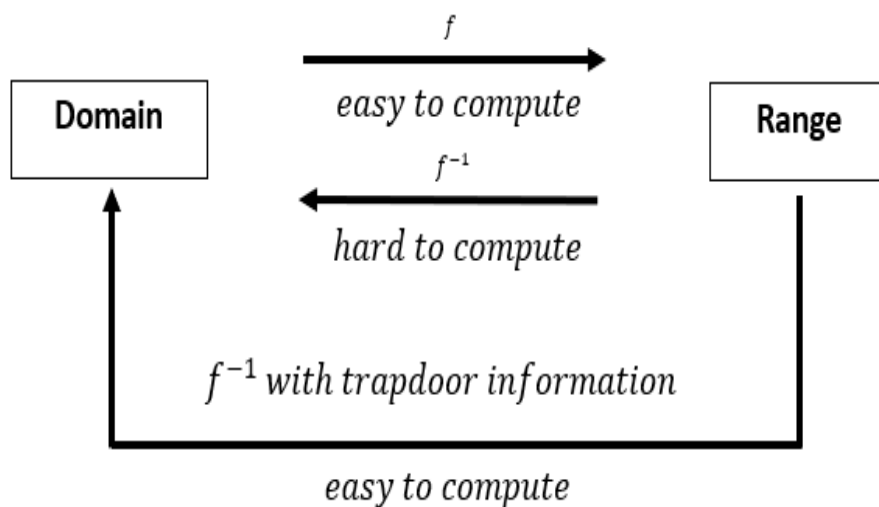 f
Domain
easy to compute
Range
f⁻¹
hard to compute
f⁻¹ with trapdoor information
easy to compute